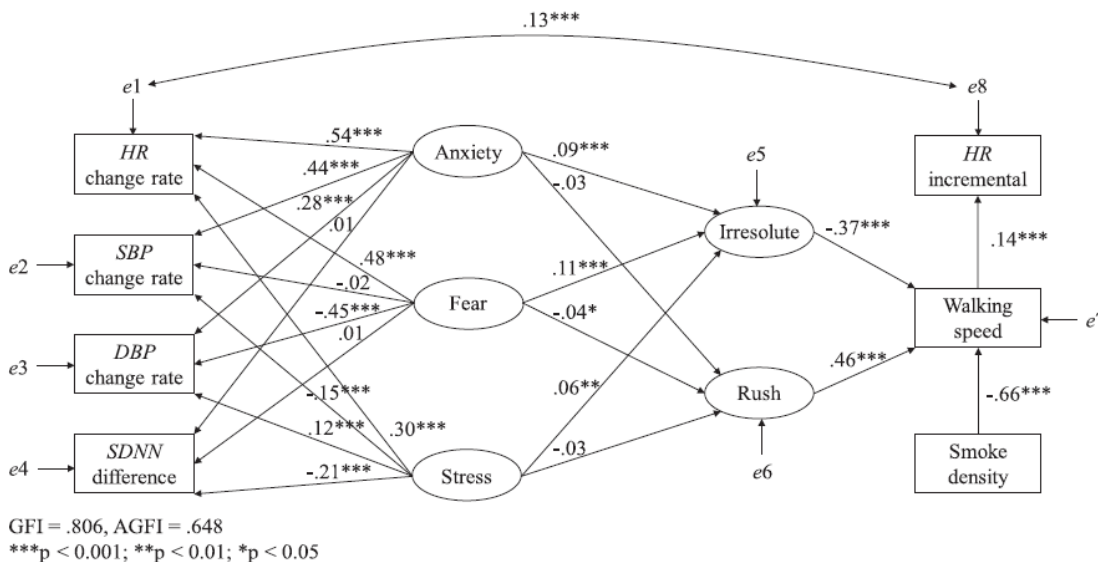 .13***
e1
e8
HR
change rate
.54***
Anxiety
.09***
HR
incremental
.44***
-.03
e5
.28***
.01
Irresolute
-.37***
.14***
e2
SBP
change rate
.48***
-.02
Fear
.11***
-.04*
Walking
speed
-.45***
.01
e3
DBP
change rate
.46***
-.15***
.06**
Rush
-.66***
.12***
.30***
-.03
e4
SDNN
difference
-.21***
Stress
e6
Smoke
density
GFI = .806, AGFI = .648
***p < 0.001; **p < 0.01; *p < 0.05